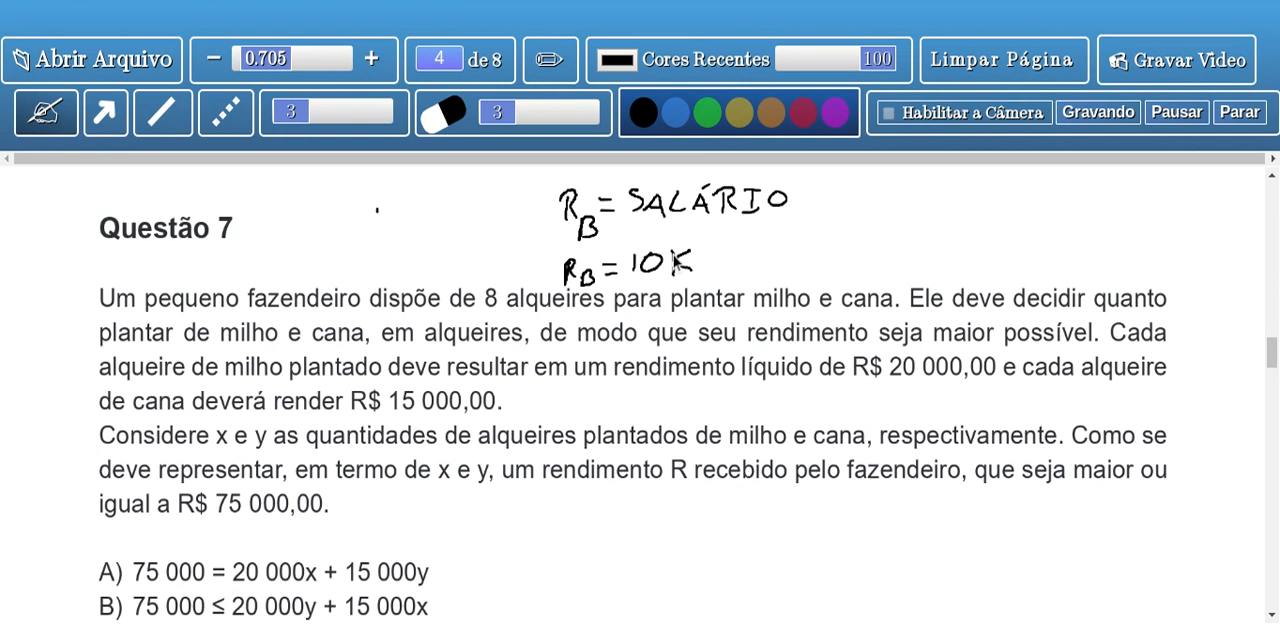 Abrir Arquivo − 0.705 + 4 de 8 Cores Recentes 100 Limpar Página Gravar Video
3 3 Habilitar a Câmera Gravando Pausar Parar
R_B = SALÁRIO
Questão 7
R_B = 10K
Um pequeno fazendeiro dispõe de 8 alqueires para plantar milho e cana. Ele deve decidir quanto
plantar de milho e cana, em alqueires, de modo que seu rendimento seja maior possível. Cada
alqueire de milho plantado deve resultar em um rendimento líquido de R$ 20 000,00 e cada alqueire
de cana deverá render R$ 15 000,00.
Considere x e y as quantidades de alqueires plantados de milho e cana, respectivamente. Como se
deve representar, em termo de x e y, um rendimento R recebido pelo fazendeiro, que seja maior ou
igual a R$ 75 000,00.
A) 75 000 = 20 000x + 15 000y
B) 75 000 ≤ 20 000y + 15 000x